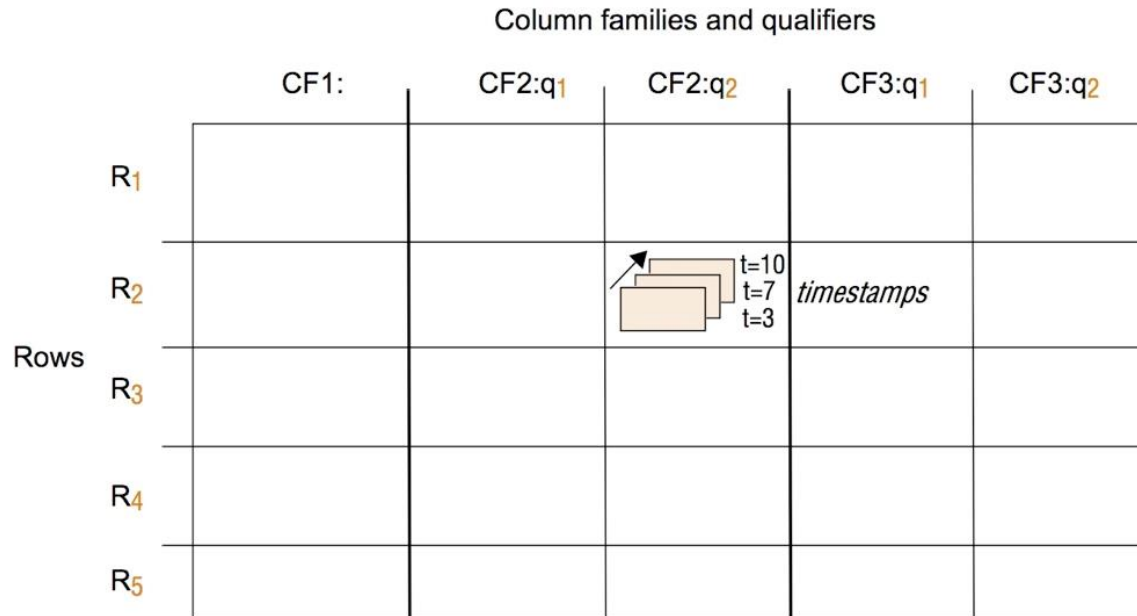 Column families and qualifiers
CF1: CF2:q1 CF2:q2 CF3:q1 CF3:q2
R1
t=10
R2 t=7 timestamps
t=3
Rows
R3
R4
R5